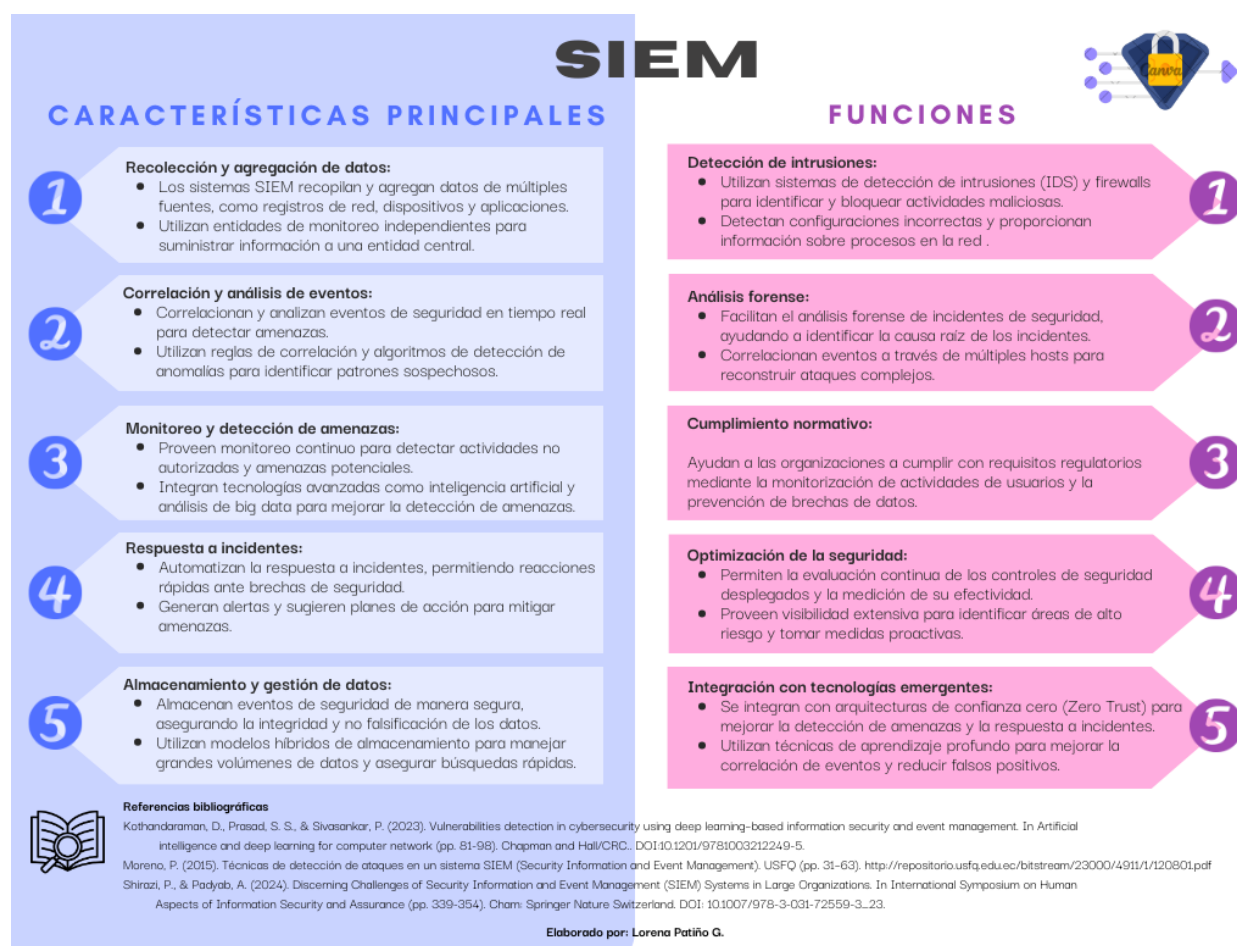 SIEM
Canva
CARACTERÍSTICAS PRINCIPALES
1
Recolección y agregación de datos:
• Los sistemas SIEM recopilan y agregan datos de múltiples
fuentes, como registros de red, dispositivos y aplicaciones.
• Utilizan entidades de monitoreo independientes para
suministrar información a una entidad central.
2
Correlación y análisis de eventos:
• Correlacionan y analizan eventos de seguridad en tiempo real
para detectar amenazas.
• Utilizan reglas de correlación y algoritmos de detección de
anomalías para identificar patrones sospechosos.
3
Monitoreo y detección de amenazas:
• Proveen monitoreo continuo para detectar actividades no
autorizadas y amenazas potenciales.
• Integran tecnologías avanzadas como inteligencia artificial y
análisis de big data para mejorar la detección de amenazas.
4
Respuesta a incidentes:
• Automatizan la respuesta a incidentes, permitiendo reacciones
rápidas ante brechas de seguridad.
• Generan alertas y sugieren planes de acción para mitigar
amenazas.
5
Almacenamiento y gestión de datos:
• Almacenan eventos de seguridad de manera segura,
asegurando la integridad y no falsificación de los datos.
• Utilizan modelos híbridos de almacenamiento para manejar
grandes volúmenes de datos y asegurar búsquedas rápidas.
FUNCIONES
1
Detección de intrusiones:
• Utilizan sistemas de detección de intrusiones (IDS) y firewalls
para identificar y bloquear actividades maliciosas.
• Detectan configuraciones incorrectas y proporcionan
información sobre procesos en la red .
2
Análisis forense:
• Facilitan el análisis forense de incidentes de seguridad,
ayudando a identificar la causa raíz de los incidentes.
• Correlacionan eventos a través de múltiples hosts para
reconstruir ataques complejos.
3
Cumplimiento normativo:
Ayudan a las organizaciones a cumplir con requisitos regulatorios
mediante la monitorización de actividades de usuarios y la
prevención de brechas de datos.
4
Optimización de la seguridad:
• Permiten la evaluación continua de los controles de seguridad
desplegados y la medición de su efectividad.
• Proveen visibilidad extensiva para identificar áreas de alto
riesgo y tomar medidas proactivas.
5
Integración con tecnologías emergentes:
• Se integran con arquitecturas de confianza cero (Zero Trust) para
mejorar la detección de amenazas y la respuesta a incidentes.
• Utilizan técnicas de aprendizaje profundo para mejorar la
correlación de eventos y reducir falsos positivos.
Referencias bibliográficas
Kothandaraman, D., Prasad, S. S., & Sivasankar, P. (2023). Vulnerabilities detection in cybersecurity using deep learning–based information security and event management. In Artificial
intelligence and deep learning for computer network (pp. 81-98). Chapman and Hall/CRC.. DOI:10.1201/9781003212249-5.
Moreno, P. (2015). Técnicas de detección de ataques en un sistema SIEM (Security Information and Event Management). USFQ (pp. 31–63). http://repositorio.usfq.edu.ec/bitstream/23000/4911/1/120801.pdf
Shirazi, P., & Padyab, A. (2024). Discerning Challenges of Security Information and Event Management (SIEM) Systems in Large Organizations. In International Symposium on Human
Aspects of Information Security and Assurance (pp. 339-354). Cham: Springer Nature Switzerland. DOI: 10.1007/978-3-031-72559-3_23.
Elaborado por: Lorena Patiño G.